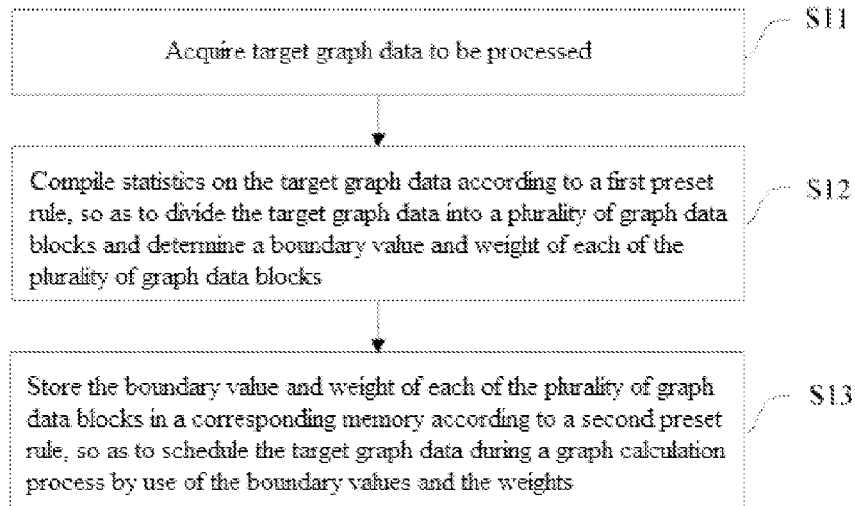 S11
Acquire target graph data to be processed
S12
Compile statistics on the target graph data according to a first preset
rule, so as to divide the target graph data into a plurality of graph data
blocks and determine a boundary value and weight of each of the
plurality of graph data blocks
S13
Store the boundary value and weight of each of the plurality of graph
data blocks in a corresponding memory according to a second preset
rule, so as to schedule the target graph data during a graph calculation
process by use of the boundary values and the weights